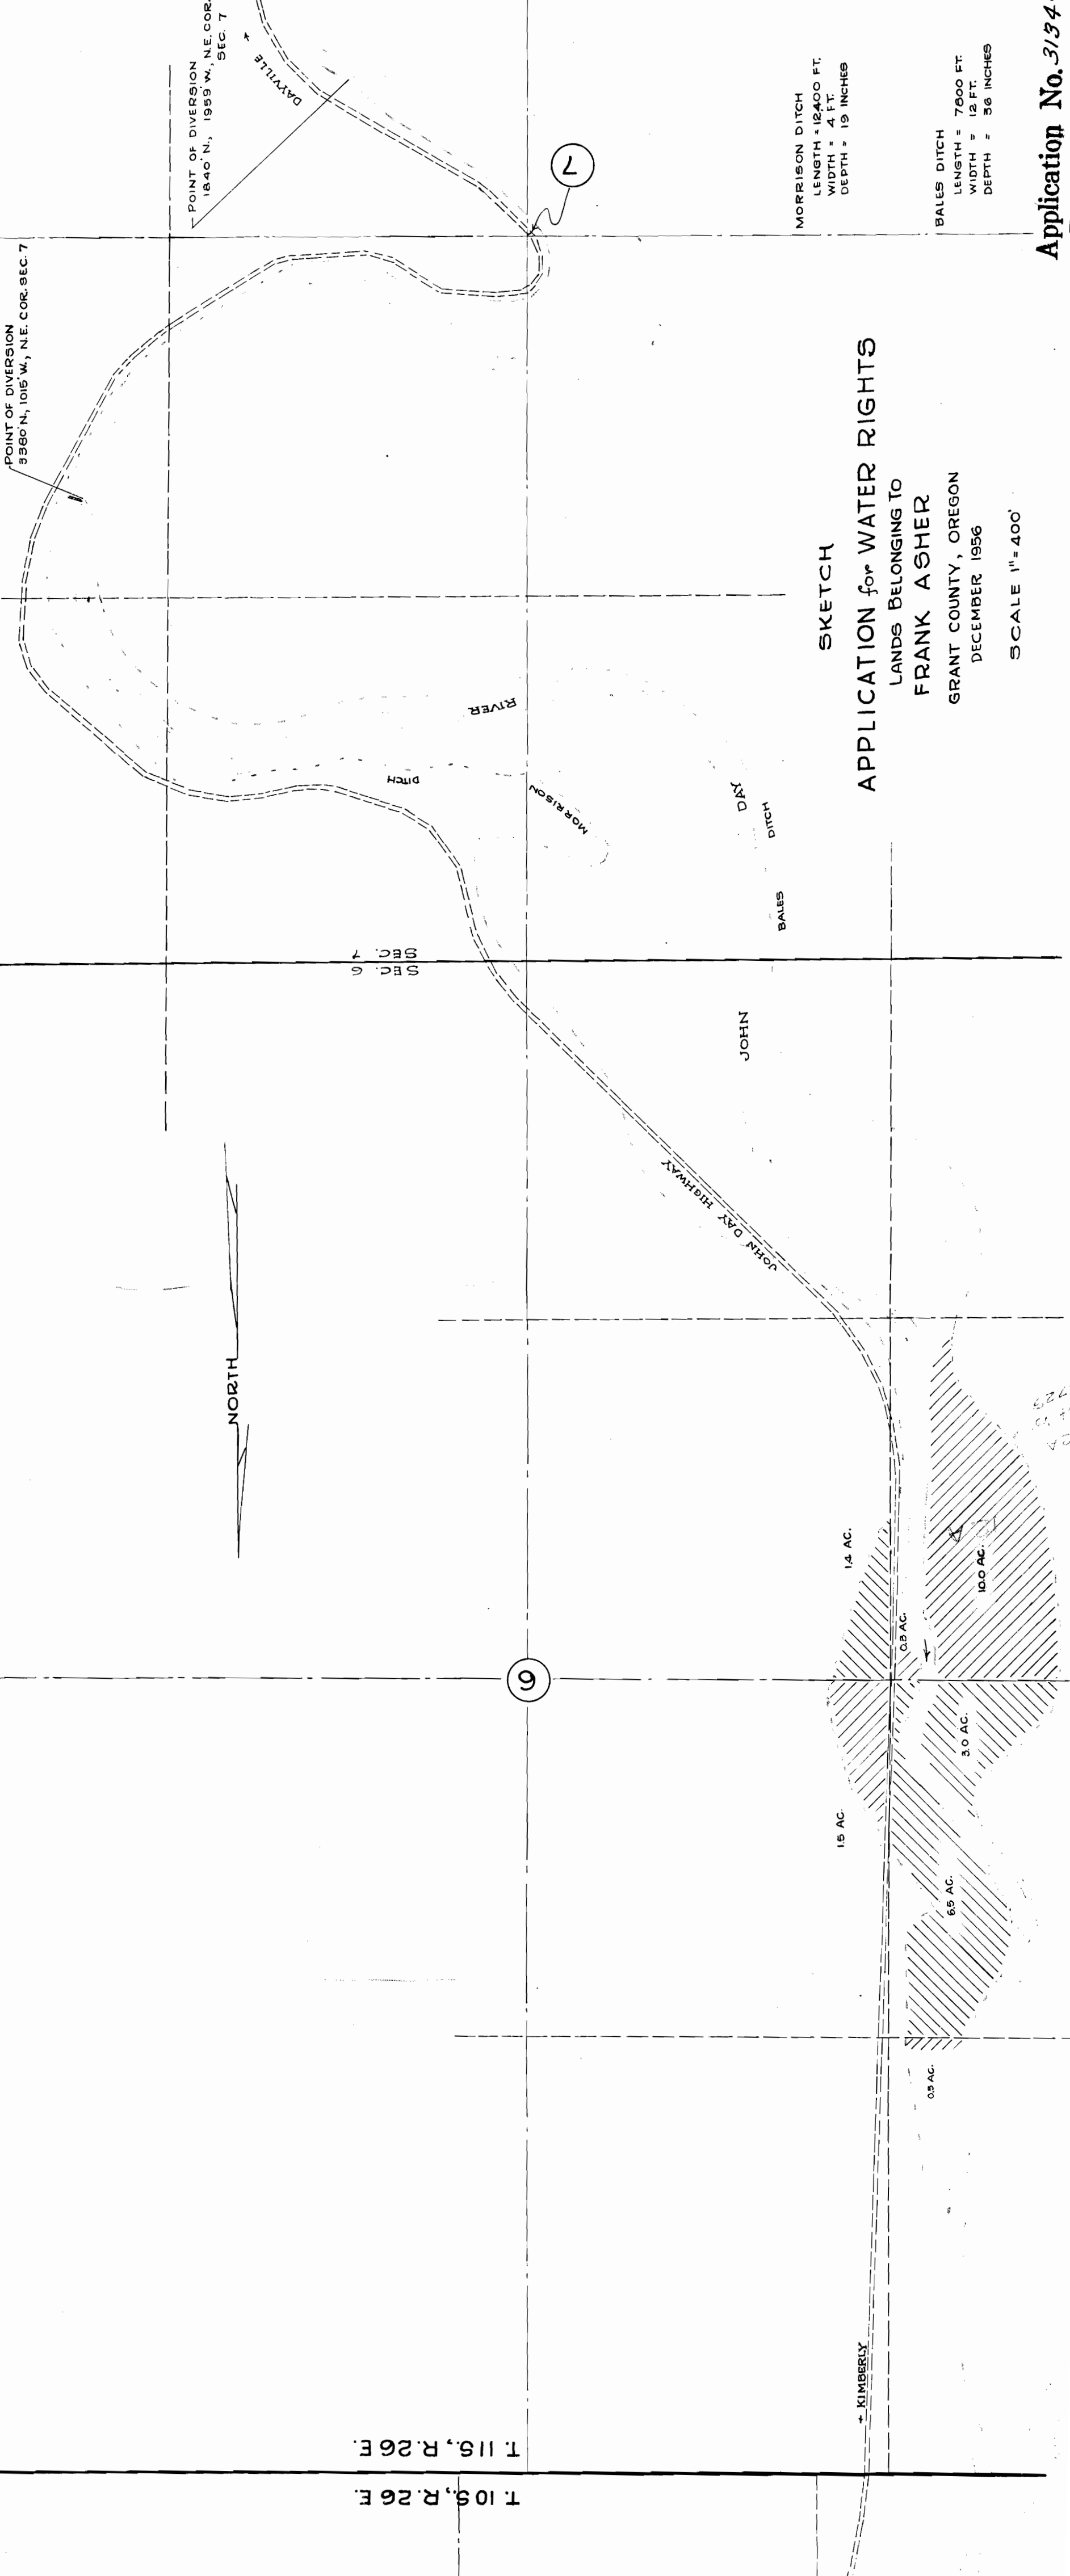 POINT OF DIVERSION
3380' N., 1015' W., N.E. COR. SEC. 7
POINT OF DIVERSION
1840' N., 1959' W., N.E. COR.
SEC. 7
DAYVILLE
7
MORRISON DITCH
LENGTH = 12,400 FT.
WIDTH = 4 FT.
DEPTH = 19 INCHES
BALES DITCH
LENGTH = 7800 FT.
WIDTH = 12 FT.
DEPTH = 36 INCHES
Application No. 3134
SKETCH
APPLICATION for WATER RIGHTS
LANDS BELONGING TO
FRANK ASHER
GRANT COUNTY, OREGON
DECEMBER 1956
SCALE 1" = 400'
RIVER
DITCH
MORRISON
DAY
DITCH
BALES
SEC. 7
SEC. 6
JOHN
JOHN DAY HIGHWAY
NORTH
1.4 AC.
10.0 AC.
0.8 AC.
6
3.0 AC.
1.5 AC.
6.5 AC.
0.5 AC.
KIMBERLY
T. 11 S., R. 26 E.
T. 10 S., R. 26 E.